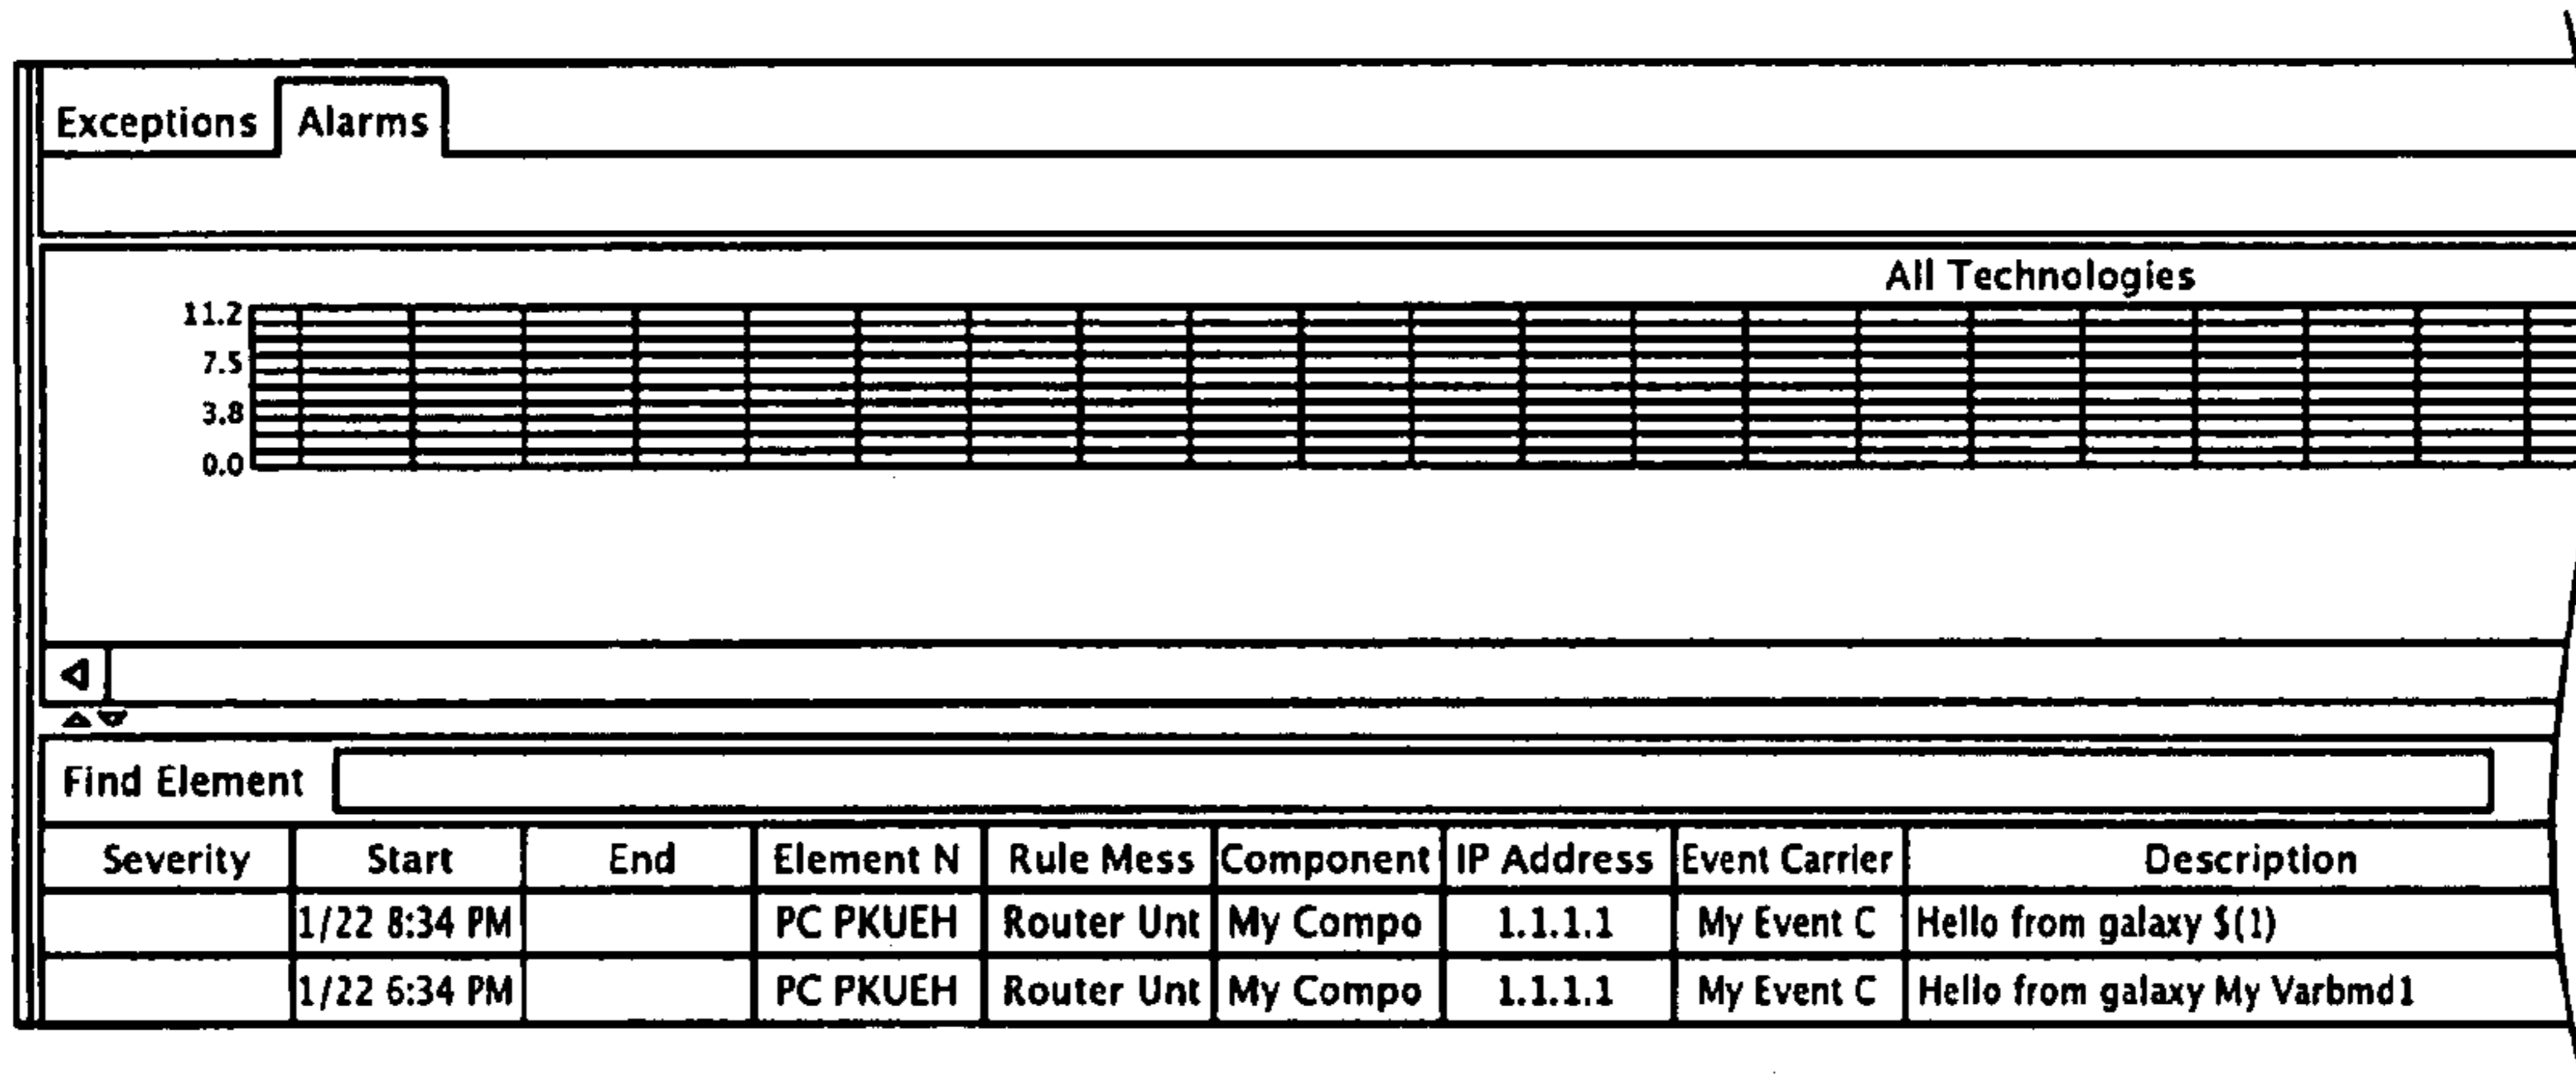 Exceptions Alarms
All Technologies
11.2
7.5
3.8
0.0
Find Element
Severity Start End Element N Rule Mess Component IP Address Event Carrier Description
1/22 8:34 PM PC PKUEH Router Unt My Compo 1.1.1.1 My Event C Hello from galaxy $(1)
1/22 6:34 PM PC PKUEH Router Unt My Compo 1.1.1.1 My Event C Hello from galaxy My Varbmd1